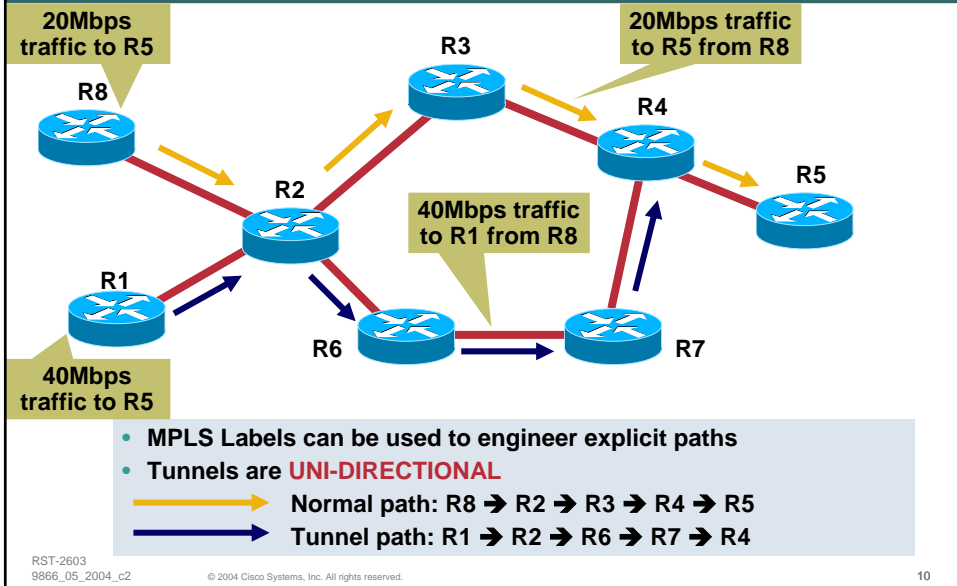 20Mbps
traffic to R5
R8
R3
20Mbps traffic
to R5 from R8
R4
R2
R5
40Mbps traffic
to R1 from R8
R1
R6
R7
40Mbps
traffic to R5
• MPLS Labels can be used to engineer explicit paths
• Tunnels are UNI-DIRECTIONAL
Normal path: R8 ➔ R2 ➔ R3 ➔ R4 ➔ R5
Tunnel path: R1 ➔ R2 ➔ R6 ➔ R7 ➔ R4
RST-2603
9866_05_2004_c2
© 2004 Cisco Systems, Inc. All rights reserved.
10